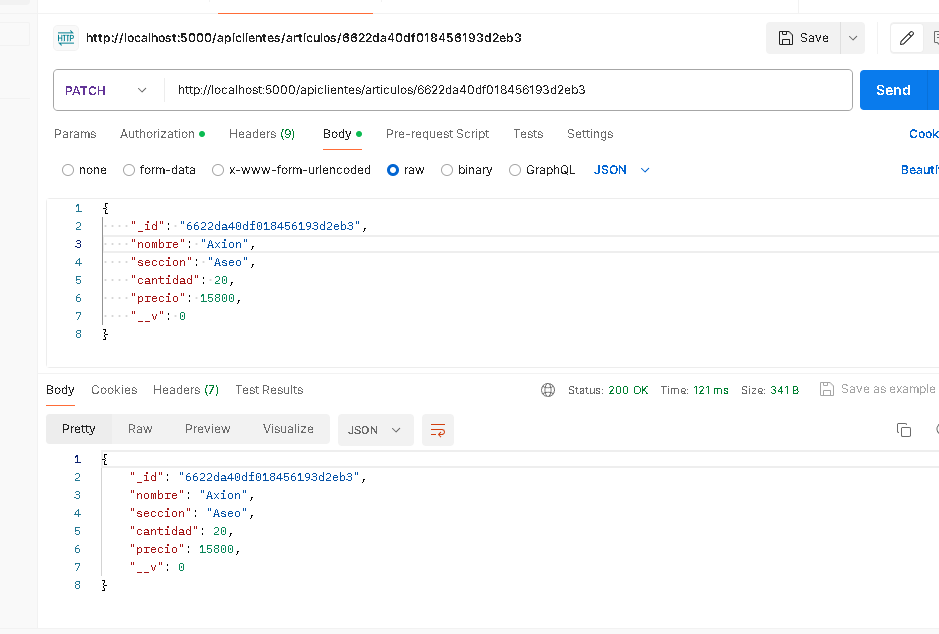 HTTP http://localhost:5000/apiclientes/articulos/6622da40df018456193d2eb3 Save
PATCH http://localhost:5000/apiclientes/articulos/6622da40df018456193d2eb3 Send
Params Authorization Headers (9) Body Pre-request Script Tests Settings Cook
none form-data x-www-form-urlencoded raw binary GraphQL JSON Beauti
1 {
2 "_id": "6622da40df018456193d2eb3",
3 "nombre": "Axion",
4 "seccion": "Aseo",
5 "cantidad": 20,
6 "precio": 15800,
7 "__v": 0
8 }
Body Cookies Headers (7) Test Results Status: 200 OK Time: 121 ms Size: 341 B Save as example
Pretty Raw Preview Visualize JSON
1 {
2 "_id": "6622da40df018456193d2eb3",
3 "nombre": "Axion",
4 "seccion": "Aseo",
5 "cantidad": 20,
6 "precio": 15800,
7 "__v": 0
8 }